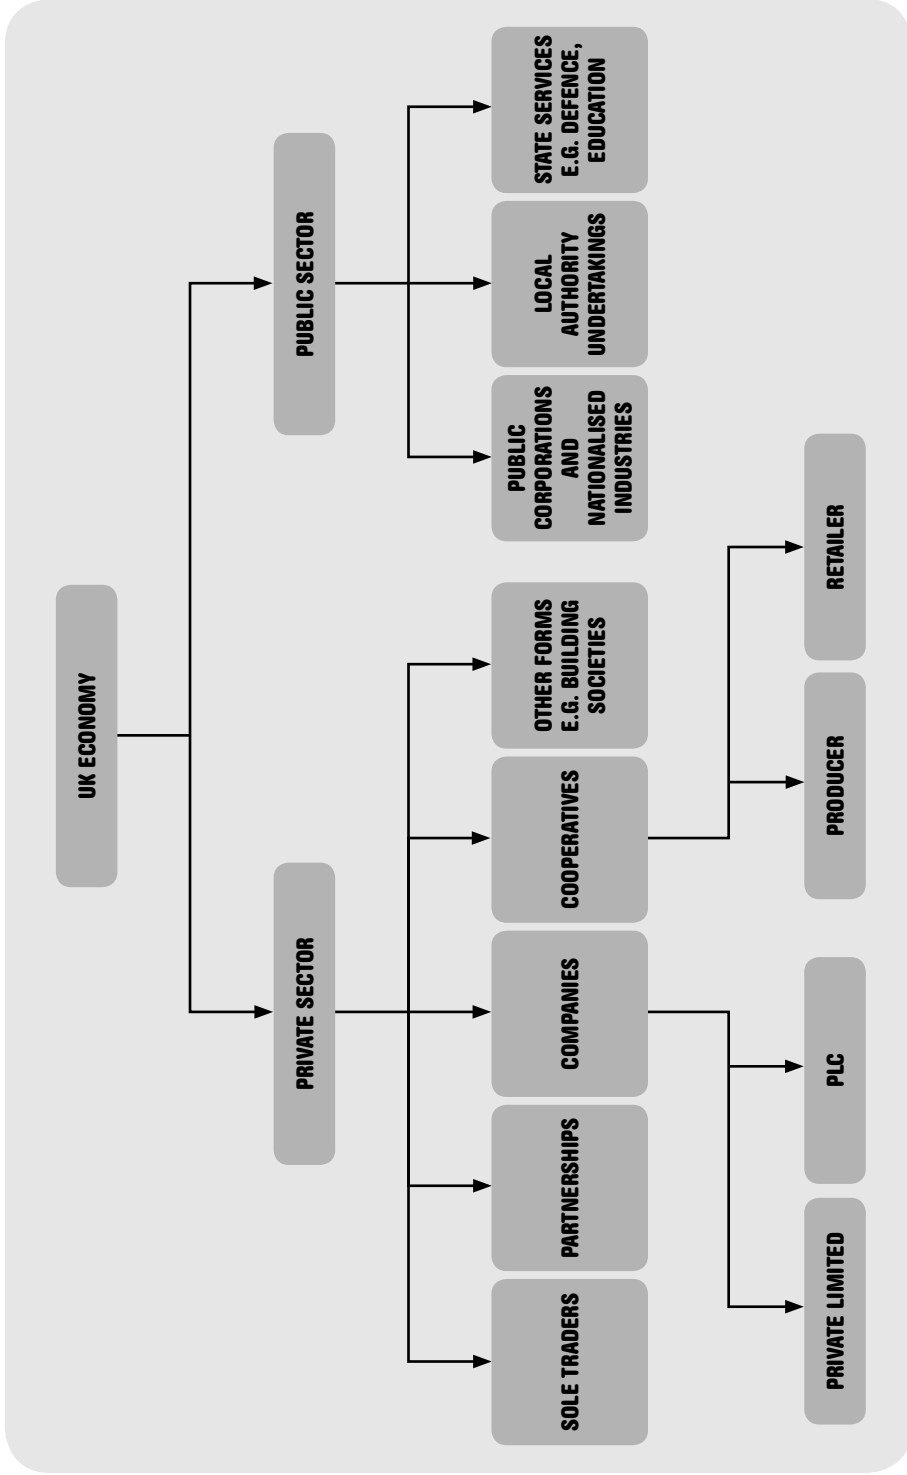 UK ECONOMY
PRIVATE SECTOR
PUBLIC SECTOR
SOLE TRADERS
PARTNERSHIPS
COMPANIES
COOPERATIVES
OTHER FORMS
E.G. BUILDING
SOCIETIES
PUBLIC
CORPORATIONS
AND
NATIONALISED
INDUSTRIES
LOCAL
AUTHORITY
UNDERTAKINGS
STATE SERVICES
E.G. DEFENCE,
EDUCATION
PRIVATE LIMITED
PLC
PRODUCER
RETAILER